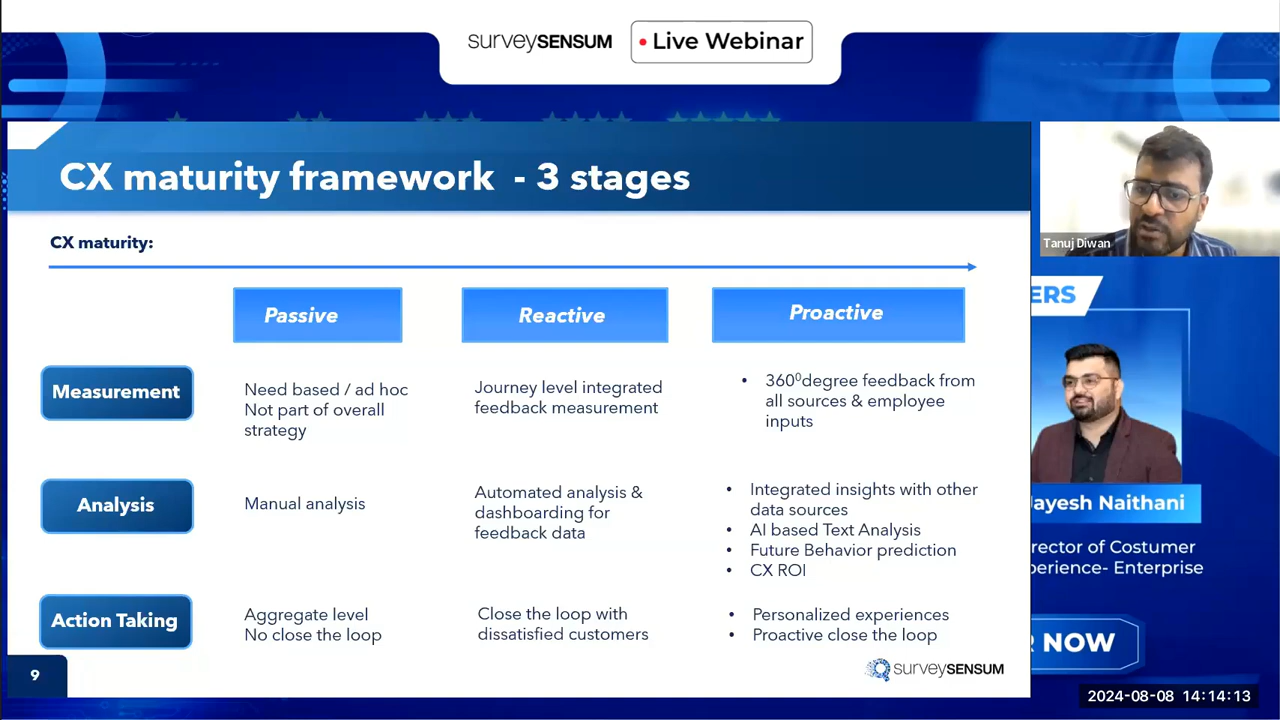 surveySENSUM
Live Webinar
CX maturity framework - 3 stages
CX maturity:
Passive
Reactive
Proactive
Measurement
Need based / ad hoc
Not part of overall
strategy
Journey level integrated
feedback measurement
• 360⁰degree feedback from
all sources & employee
inputs
Analysis
Manual analysis
Automated analysis &
dashboarding for
feedback data
• Integrated insights with other
data sources
• AI based Text Analysis
• Future Behavior prediction
• CX ROI
Action Taking
Aggregate level
No close the loop
Close the loop with
dissatisfied customers
• Personalized experiences
• Proactive close the loop
9
surveySENSUM
Tanuj Diwan
ERS
Jayesh Naithani
rector of Costumer
perience- Enterprise
R NOW
2024-08-08 14:14:13